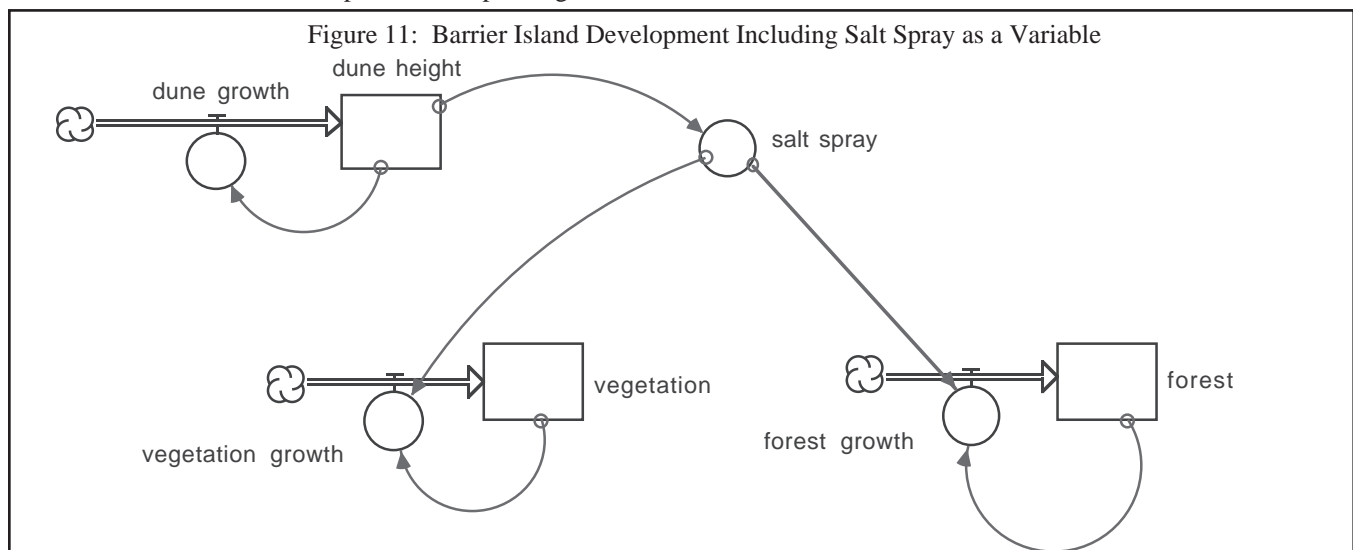 Figure 11: Barrier Island Development Including Salt Spray as a Variable
dune height
dune growth
salt spray
vegetation
forest
vegetation growth
forest growth